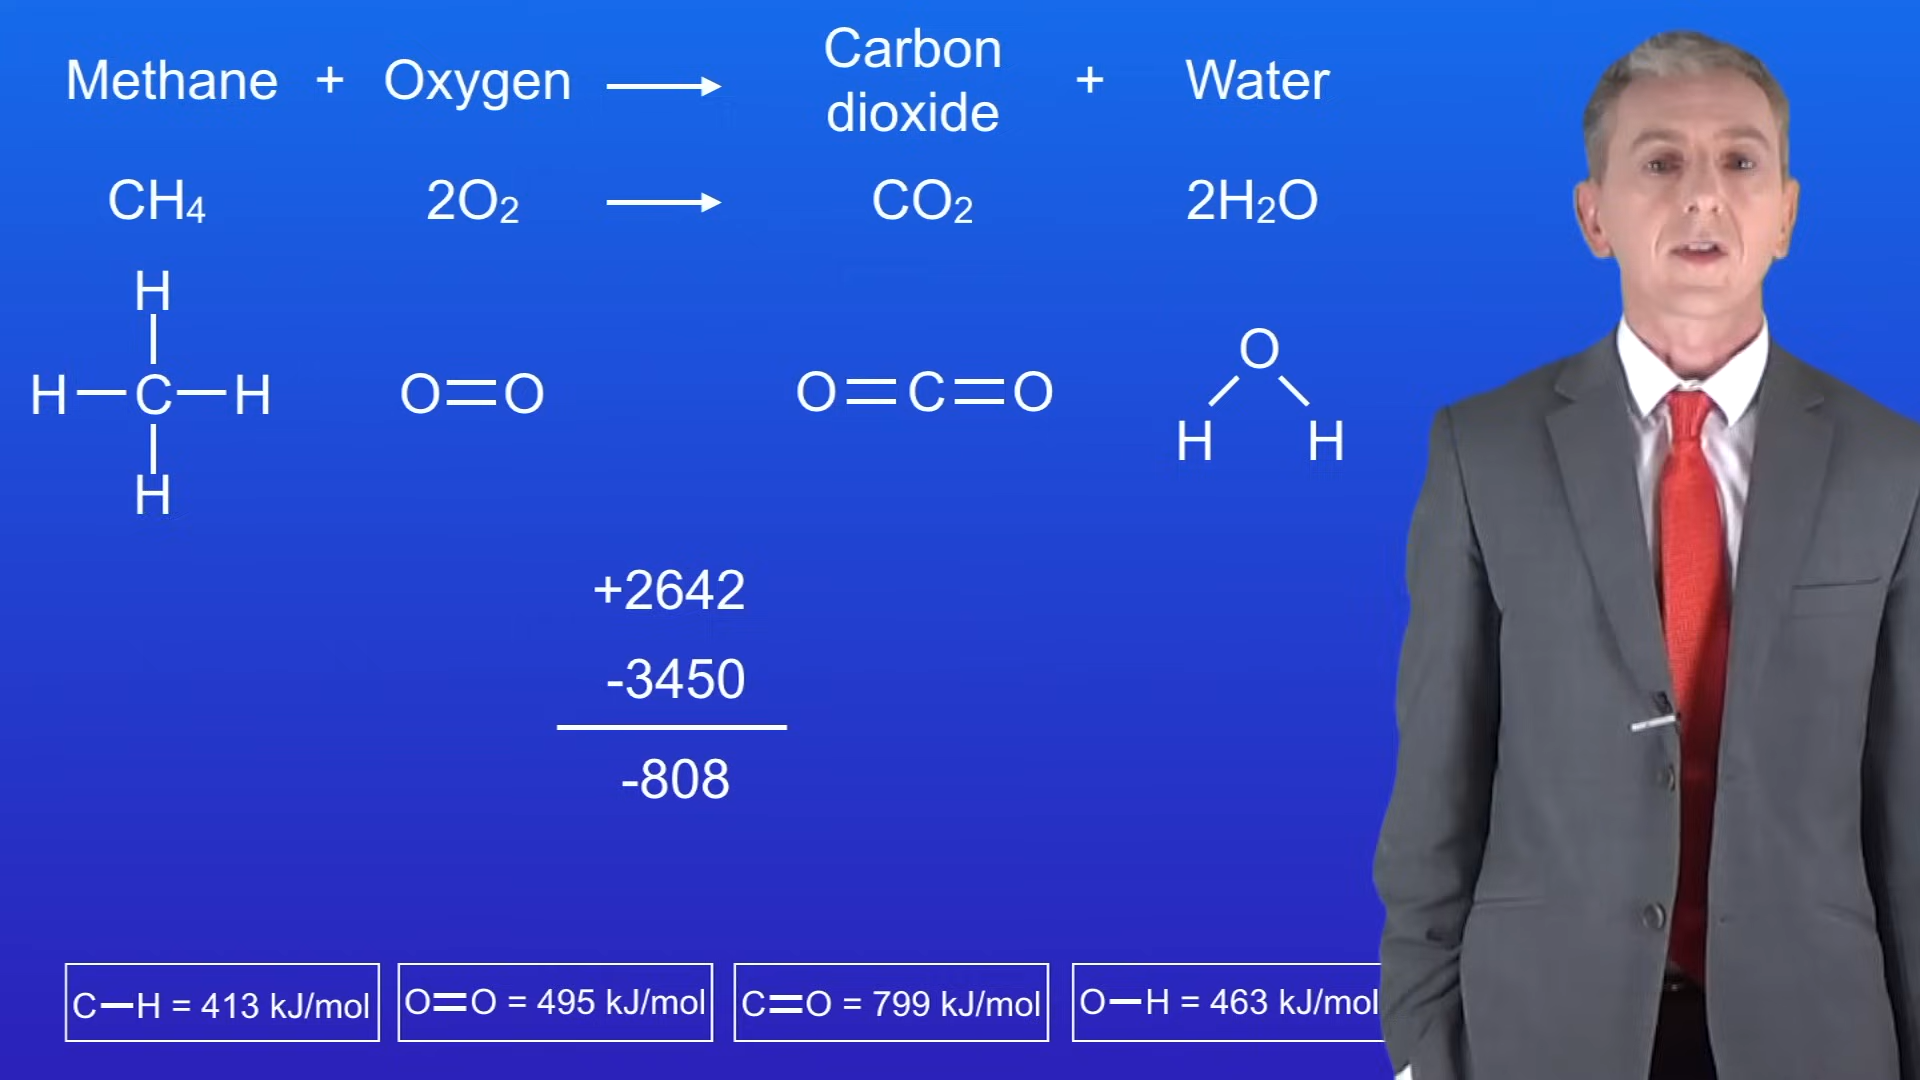 Methane + Oxygen → Carbon dioxide + Water
CH4 2O2 → CO2 2H2O
H
H—C—H O=O O=C=O O
H H
H
+2642
-3450
-808
C—H = 413 kJ/mol O=O = 495 kJ/mol C=O = 799 kJ/mol O—H = 463 kJ/mol